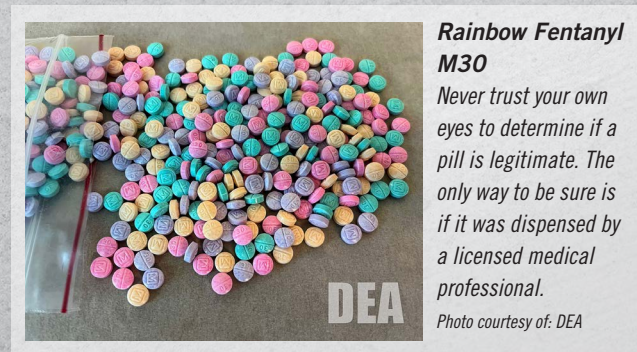 Rainbow Fentanyl
M30
Never trust your own
eyes to determine if a
pill is legitimate. The
only way to be sure is
if it was dispensed by
a licensed medical
professional.
Photo courtesy of: DEA
DEA